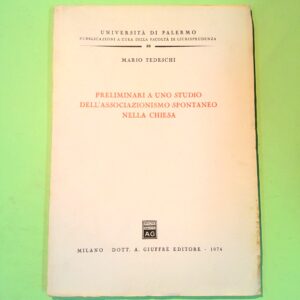 UNIVERSITÀ DI PALERMO
PUBBLICAZIONI A CURA DELLA FACOLTÀ DI GIURISPRUDENZA
MARIO TEDESCHI
PRELIMINARI A UNO STUDIO
DELL'ASSOCIAZIONISMO SPONTANEO
NELLA CHIESA
AG
MILANO - DOTT. A. GIUFFRÈ EDITORE - 1974